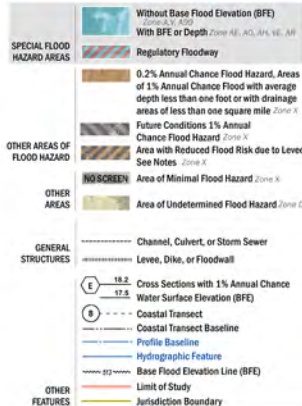 Without Base Flood Elevation (BFE)
Zone A, V, A99
With BFE or Depth Zone AE, AO, AH, VE, AR
SPECIAL FLOOD
HAZARD AREAS
Regulatory Floodway
0.2% Annual Chance Flood Hazard, Areas
of 1% Annual Chance Flood with average
depth less than one foot or with drainage
areas of less than one square mile Zone X
Future Conditions 1% Annual
Chance Flood Hazard Zone X
OTHER AREAS OF
FLOOD HAZARD
Area with Reduced Flood Risk due to Levee
See Notes Zone X
NO SCREEN Area of Minimal Flood Hazard Zone X
OTHER
AREAS
Area of Undetermined Flood Hazard Zone D
GENERAL
STRUCTURES
Channel, Culvert, or Storm Sewer
Levee, Dike, or Floodwall
E 18.2 Cross Sections with 1% Annual Chance
17.5 Water Surface Elevation (BFE)
8 Coastal Transect
Coastal Transect Baseline
Profile Baseline
Hydrographic Feature
513 Base Flood Elevation Line (BFE)
OTHER
FEATURES
Limit of Study
Jurisdiction Boundary